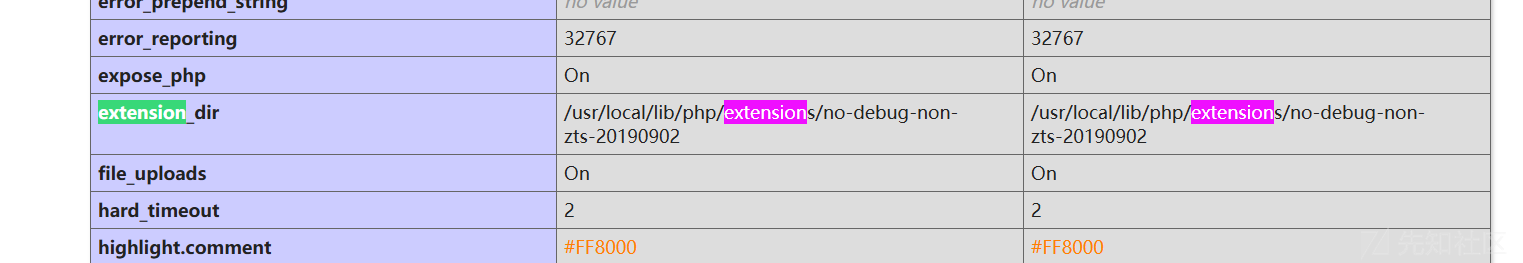 error_prepend_string no value no value
error_reporting 32767 32767
expose_php On On
extension_dir /usr/local/lib/php/extensions/no-debug-non- /usr/local/lib/php/extensions/no-debug-non-
zts-20190902 zts-20190902
file_uploads On On
hard_timeout 2 2
highlight.comment #FF8000 #FF8000
先知社区